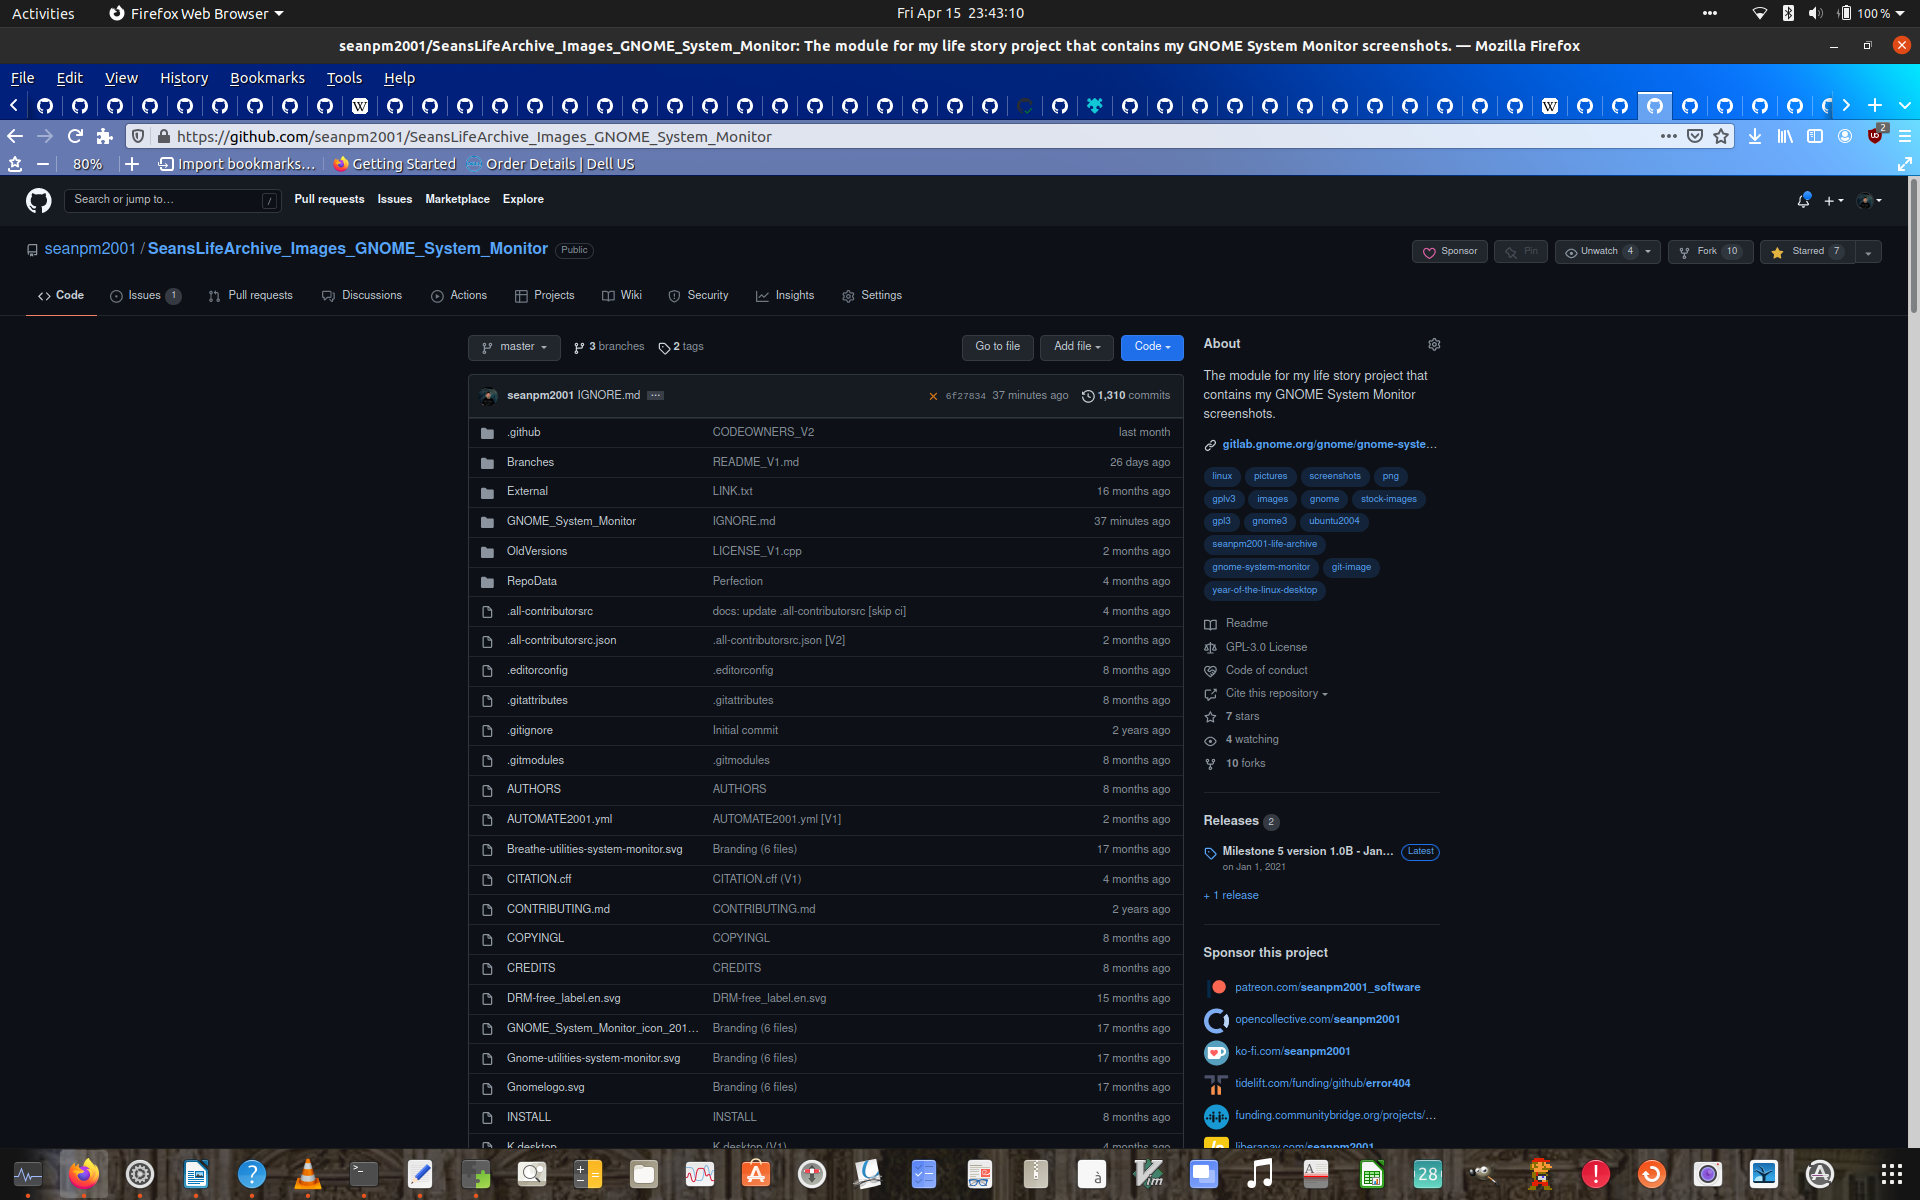 Activities Firefox Web Browser Fri Apr 15 23:43:10 100 %
seanpm2001/SeansLifeArchive_Images_GNOME_System_Monitor: The module for my life story project that contains my GNOME System Monitor screenshots. — Mozilla Firefox
File Edit View History Bookmarks Tools Help
https://github.com/seanpm2001/SeansLifeArchive_Images_GNOME_System_Monitor 2
80% Import bookmarks… Getting Started Order Details | Dell US
Search or jump to… / Pull requests Issues Marketplace Explore
seanpm2001 / SeansLifeArchive_Images_GNOME_System_Monitor Public Sponsor Pin Unwatch 4 Fork 10 Starred 7
Code Issues 1 Pull requests Discussions Actions Projects Wiki Security Insights Settings
master 3 branches 2 tags Go to file Add file Code
seanpm2001 IGNORE.md ... 6f27834 37 minutes ago 1,310 commits
.github CODEOWNERS_V2 last month
Branches README_V1.md 26 days ago
External LINK.txt 16 months ago
GNOME_System_Monitor IGNORE.md 37 minutes ago
OldVersions LICENSE_V1.cpp 2 months ago
RepoData Perfection 4 months ago
.all-contributorsrc docs: update .all-contributorsrc [skip ci] 4 months ago
.all-contributorsrc.json .all-contributorsrc.json [V2] 2 months ago
.editorconfig .editorconfig 8 months ago
.gitattributes .gitattributes 8 months ago
.gitignore Initial commit 2 years ago
.gitmodules .gitmodules 8 months ago
AUTHORS AUTHORS 8 months ago
AUTOMATE2001.yml AUTOMATE2001.yml [V1] 2 months ago
Breathe-utilities-system-monitor.svg Branding (6 files) 17 months ago
CITATION.cff CITATION.cff (V1) 4 months ago
CONTRIBUTING.md CONTRIBUTING.md 2 years ago
COPYINGL COPYINGL 8 months ago
CREDITS CREDITS 8 months ago
DRM-free_label.en.svg DRM-free_label.en.svg 15 months ago
GNOME_System_Monitor_icon_201… Branding (6 files) 17 months ago
Gnome-utilities-system-monitor.svg Branding (6 files) 17 months ago
Gnomelogo.svg Branding (6 files) 17 months ago
INSTALL INSTALL 8 months ago
K.desktop K.desktop (V1) 4 months ago
About
The module for my life story project that
contains my GNOME System Monitor
screenshots.
gitlab.gnome.org/gnome/gnome-syste…
linux pictures screenshots png
gplv3 images gnome stock-images
gpl3 gnome3 ubuntu2004
seanpm2001-life-archive
gnome-system-monitor git-image
year-of-the-linux-desktop
Readme
GPL-3.0 License
Code of conduct
Cite this repository
7 stars
4 watching
10 forks
Releases 2
Milestone 5 version 1.0B - Jan… Latest
on Jan 1, 2021
+ 1 release
Sponsor this project
patreon.com/seanpm2001_software
opencollective.com/seanpm2001
ko-fi.com/seanpm2001
tidelift.com/funding/github/error404
funding.communitybridge.org/projects/…
liberapay.com/seanpm2001
28